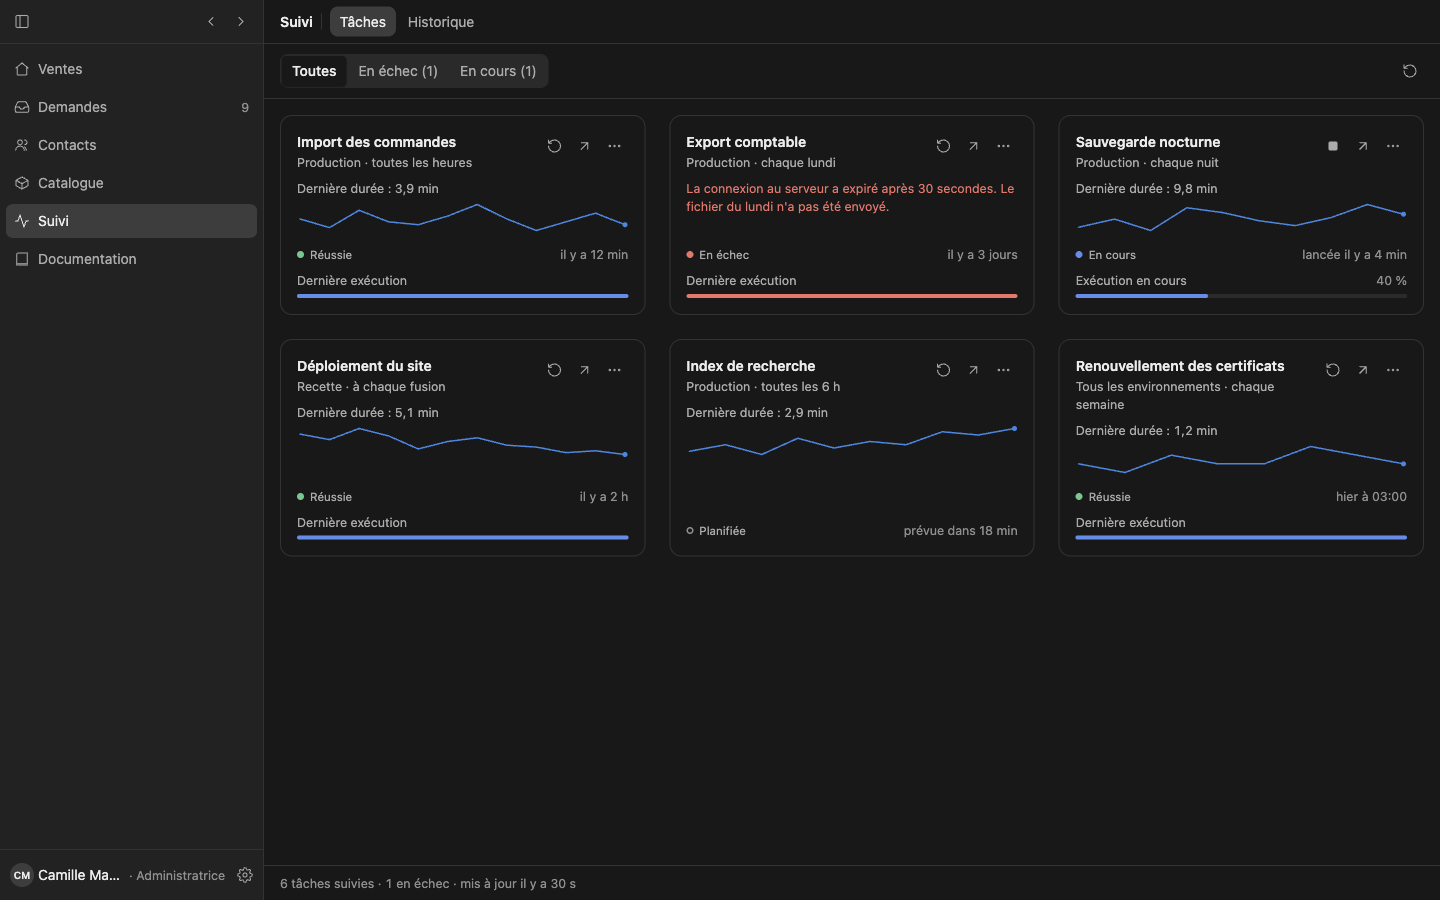 Suivi
Tâches
Historique
Ventes
Demandes
9
Contacts
Catalogue
Suivi
Documentation
Toutes
En échec (1)
En cours (1)
Import des commandes
Production · toutes les heures
Dernière durée : 3,9 min
Réussie
il y a 12 min
Dernière exécution
Export comptable
Production · chaque lundi
La connexion au serveur a expiré après 30 secondes. Le
fichier du lundi n'a pas été envoyé.
En échec
il y a 3 jours
Dernière exécution
Sauvegarde nocturne
Production · chaque nuit
Dernière durée : 9,8 min
En cours
lancée il y a 4 min
Exécution en cours
40 %
Déploiement du site
Recette · à chaque fusion
Dernière durée : 5,1 min
Réussie
il y a 2 h
Dernière exécution
Index de recherche
Production · toutes les 6 h
Dernière durée : 2,9 min
Planifiée
prévue dans 18 min
Renouvellement des certificats
Tous les environnements · chaque
semaine
Dernière durée : 1,2 min
Réussie
hier à 03:00
Dernière exécution
CM
Camille Ma...
· Administratrice
6 tâches suivies · 1 en échec · mis à jour il y a 30 s